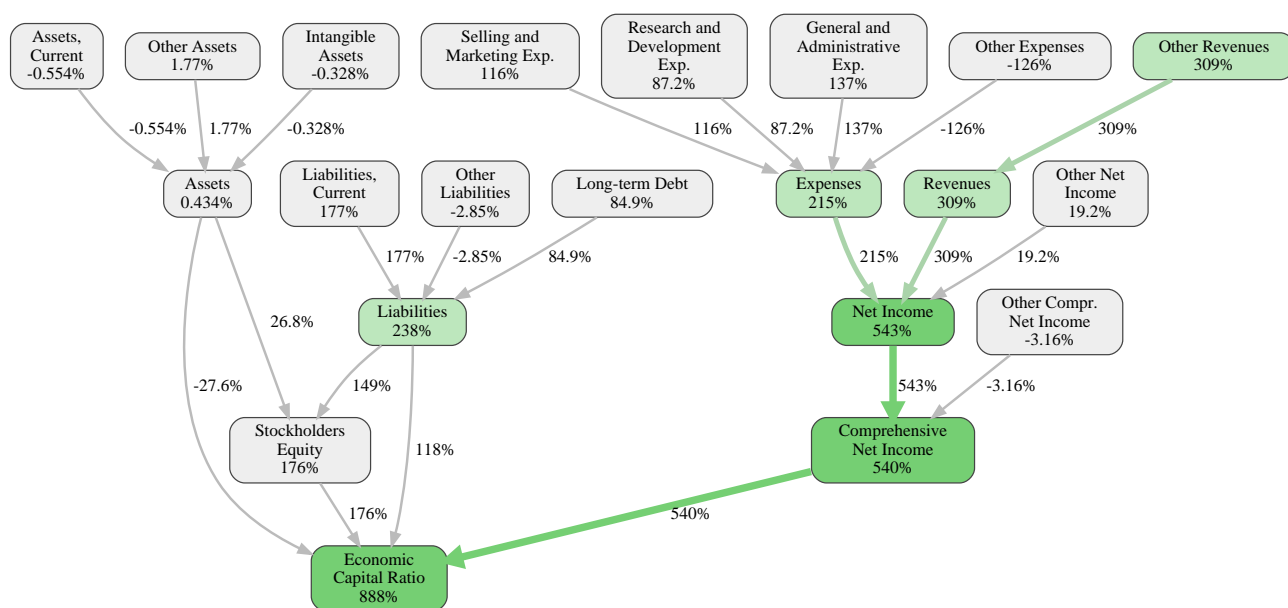 Assets,
Current
-0.554%
Other Assets
1.77%
Intangible
Assets
-0.328%
Selling and
Marketing Exp.
116%
Research and
Development
Exp.
87.2%
General and
Administrative
Exp.
137%
Other Expenses
-126%
Other Revenues
309%
-0.554%
1.77%
-0.328%
116%
87.2%
137%
-126%
309%
Assets
0.434%
Liabilities,
Current
177%
Other
Liabilities
-2.85%
Long-term Debt
84.9%
Expenses
215%
Revenues
309%
Other Net
Income
19.2%
177%
-2.85%
84.9%
215%
309%
19.2%
Liabilities
238%
Net Income
543%
Other Compr.
Net Income
-3.16%
26.8%
-27.6%
149%
118%
543%
-3.16%
Stockholders
Equity
176%
Comprehensive
Net Income
540%
176%
540%
Economic
Capital Ratio
888%